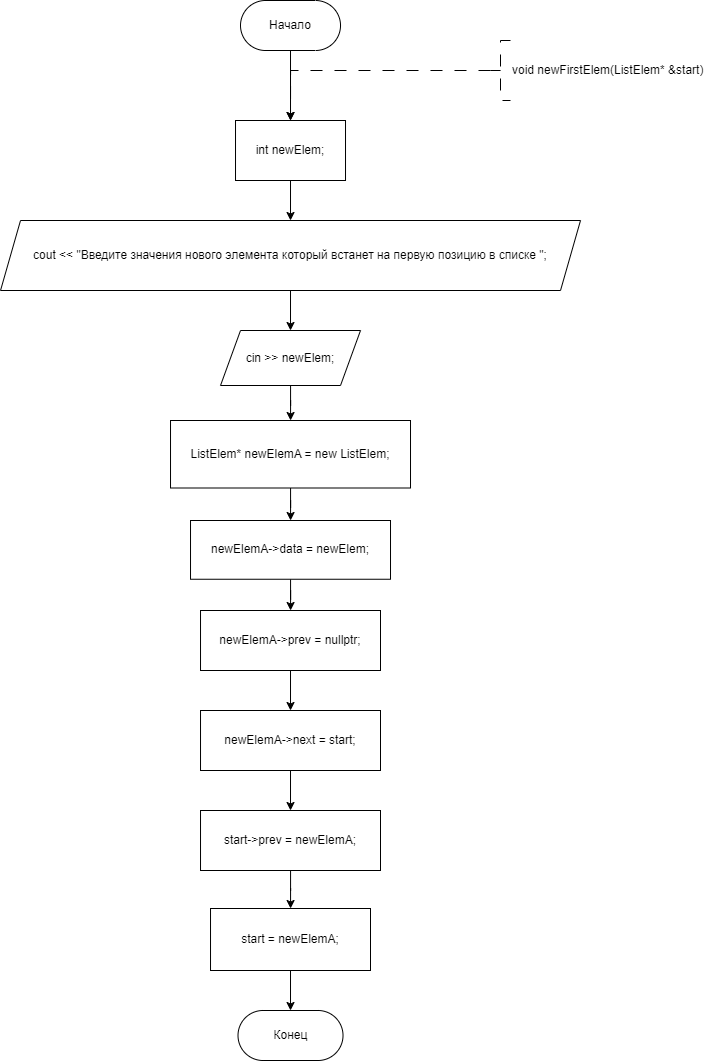 Начало
void newFirstElem(ListElem* &start)
int newElem;
cout << "Введите значения нового элемента который встанет на первую позицию в списке ";
cin >> newElem;
ListElem* newElemA = new ListElem;
newElemA->data = newElem;
newElemA->prev = nullptr;
newElemA->next = start;
start->prev = newElemA;
start = newElemA;
Конец